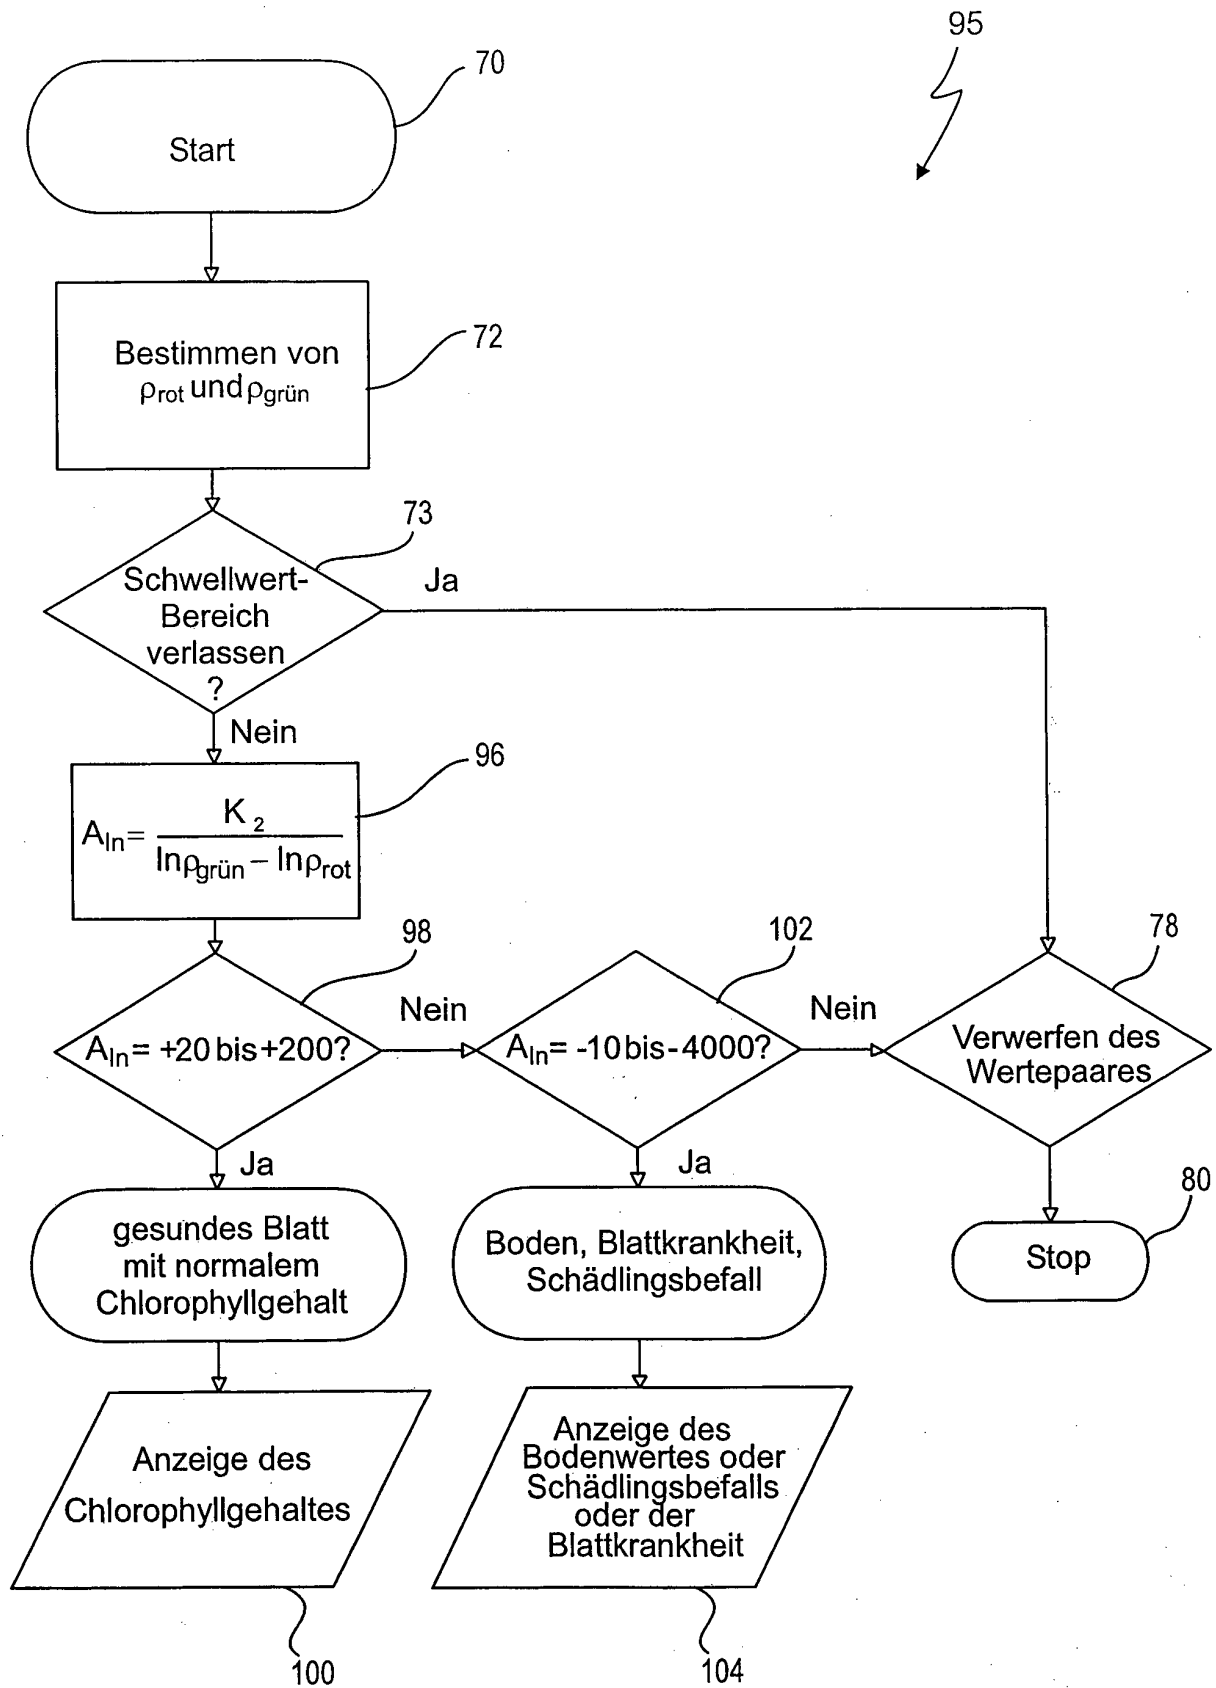 95
70
Start
Bestimmen von
ρrot und ρgrün
72
73
Schwellwert-
Bereich
verlassen
?
Ja
Nein
96
Aln= K 2
lnρgrün – lnρrot
98
Aln= +20 bis +200?
Nein
102
Aln= -10 bis - 4000?
Nein
78
Verwerfen des
Wertepaares
Ja
Ja
80
gesundes Blatt
mit normalem
Chlorophyllgehalt
Boden, Blattkrankheit,
Schädlingsbefall
Stop
Anzeige des
Chlorophyllgehaltes
Anzeige des
Bodenwertes oder
Schädlingsbefalls
oder der
Blattkrankheit
100
104